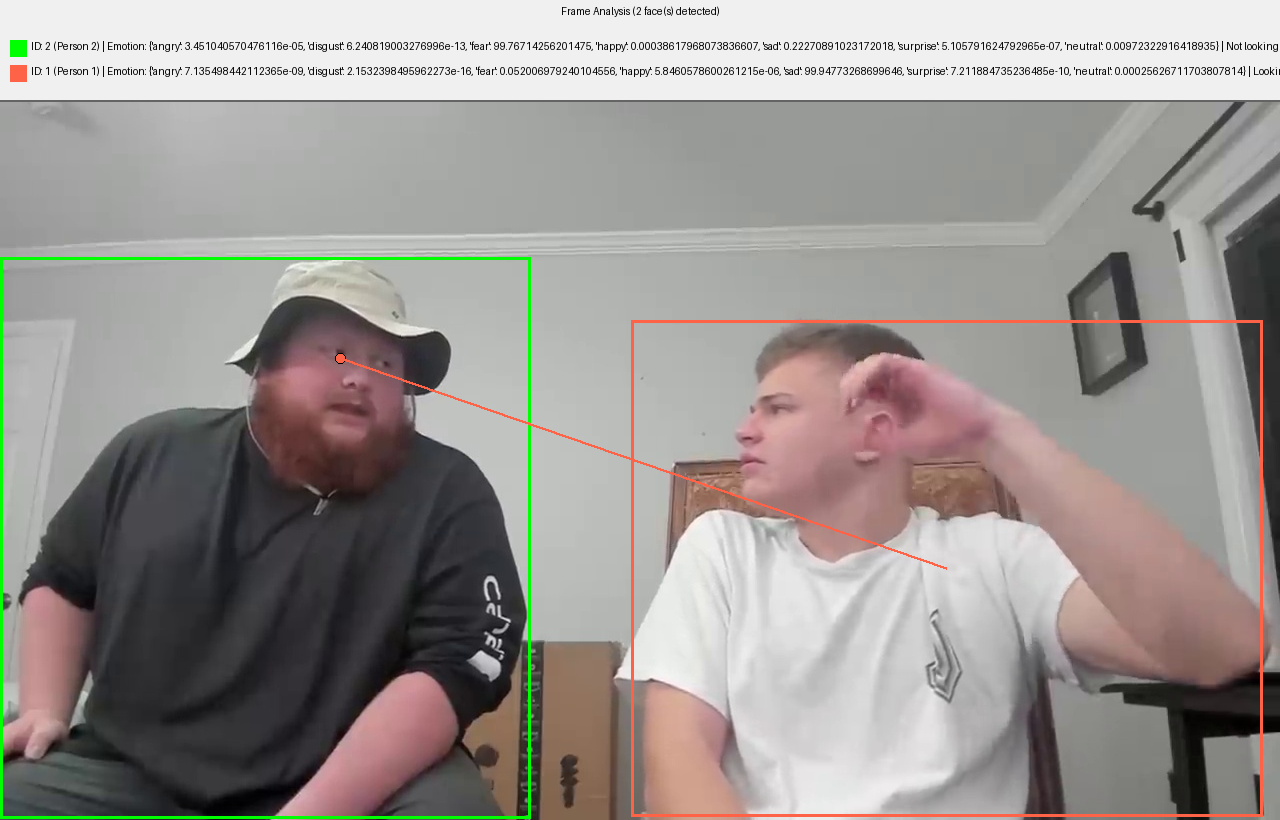 Frame Analysis (2 face(s) detected)
ID: 2 (Person 2) | Emotion: {'angry': 3.451040570476116e-05, 'disgust': 6.240819003276996e-13, 'fear': 99.76714256201475, 'happy': 0.00038617968073836607, 'sad': 0.22270891023172018, 'surprise': 5.105791624792965e-07, 'neutral': 0.00972322916418935} | Not looking
ID: 1 (Person 1) | Emotion: {'angry': 7.135498442112365e-09, 'disgust': 2.1532398495962273e-16, 'fear': 0.052006979240104556, 'happy': 5.8460578600261215e-06, 'sad': 99.94773268699646, 'surprise': 7.211884735236485e-10, 'neutral': 0.00025626711703807814} | Looki